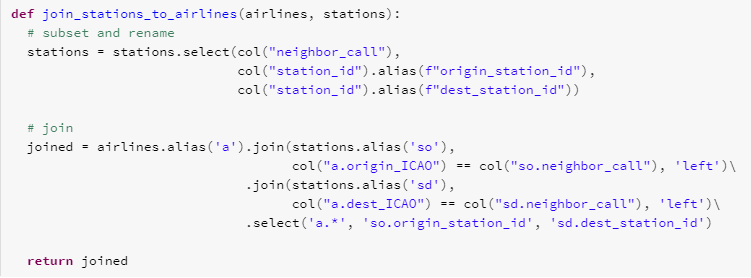 def join_stations_to_airlines(airlines, stations):
  # subset and rename
  stations = stations.select(col("neighbor_call"),
                             col("station_id").alias(f"origin_station_id"),
                             col("station_id").alias(f"dest_station_id"))
  # join
  joined = airlines.alias('a').join(stations.alias('so'),
                                    col("a.origin_ICAO") == col("so.neighbor_call"), 'left')\
                              .join(stations.alias('sd'),
                                    col("a.dest_ICAO") == col("sd.neighbor_call"), 'left')\
                              .select('a.*', 'so.origin_station_id', 'sd.dest_station_id')
  return joined